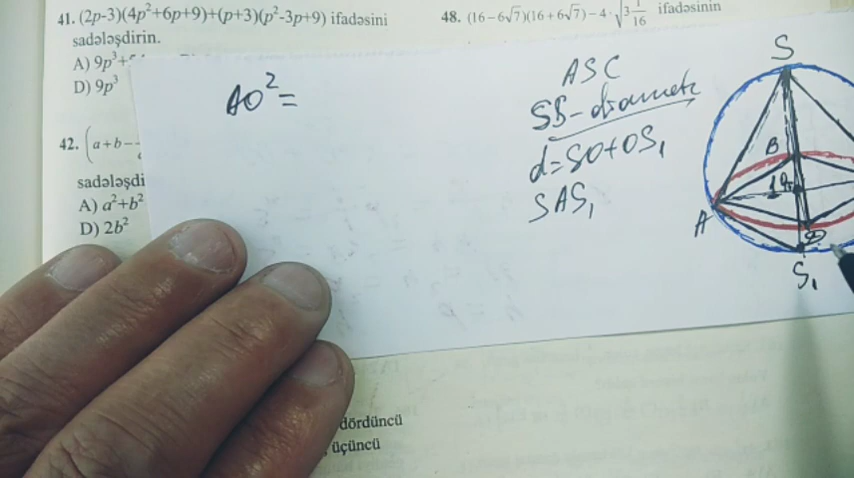 41. (2p-3)(4p²+6p+9)+(p+3)(p²-3p+9) ifadəsini
sadələşdirin.
A) 9p³+
D) 9p³
42. (a+b−
sadələşdi
A) a²+b²
D) 2b²
48. (16−6√7)(16+6√7)−4·√3 1/16 ifadəsinin
AO²=
ASC
SS-diametr
d=SO+OS₁
SAS₁
S
B
A
D
S₁
dördüncü
üçüncü